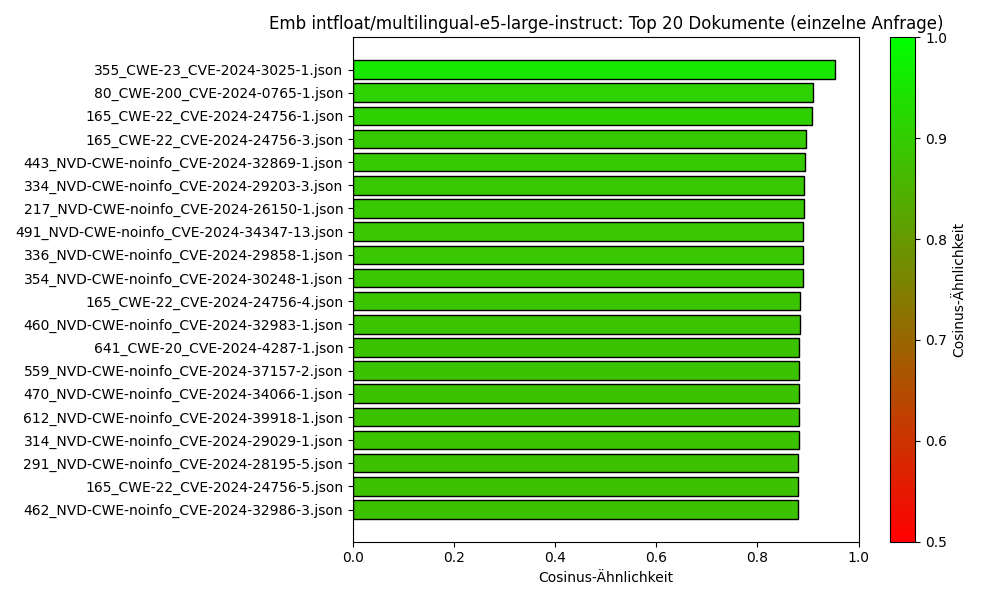 Emb intfloat/multilingual-e5-large-instruct: Top 20 Dokumente (einzelne Anfrage)
355_CWE-23_CVE-2024-3025-1.json
80_CWE-200_CVE-2024-0765-1.json
165_CWE-22_CVE-2024-24756-1.json
165_CWE-22_CVE-2024-24756-3.json
443_NVD-CWE-noinfo_CVE-2024-32869-1.json
334_NVD-CWE-noinfo_CVE-2024-29203-3.json
217_NVD-CWE-noinfo_CVE-2024-26150-1.json
491_NVD-CWE-noinfo_CVE-2024-34347-13.json
336_NVD-CWE-noinfo_CVE-2024-29858-1.json
354_NVD-CWE-noinfo_CVE-2024-30248-1.json
165_CWE-22_CVE-2024-24756-4.json
460_NVD-CWE-noinfo_CVE-2024-32983-1.json
641_CWE-20_CVE-2024-4287-1.json
559_NVD-CWE-noinfo_CVE-2024-37157-2.json
470_NVD-CWE-noinfo_CVE-2024-34066-1.json
612_NVD-CWE-noinfo_CVE-2024-39918-1.json
314_NVD-CWE-noinfo_CVE-2024-29029-1.json
291_NVD-CWE-noinfo_CVE-2024-28195-5.json
165_CWE-22_CVE-2024-24756-5.json
462_NVD-CWE-noinfo_CVE-2024-32986-3.json
0.0 0.2 0.4 0.6 0.8 1.0
Cosinus-Ähnlichkeit
1.0
0.9
0.8
0.7
0.6
0.5
Cosinus-Ähnlichkeit